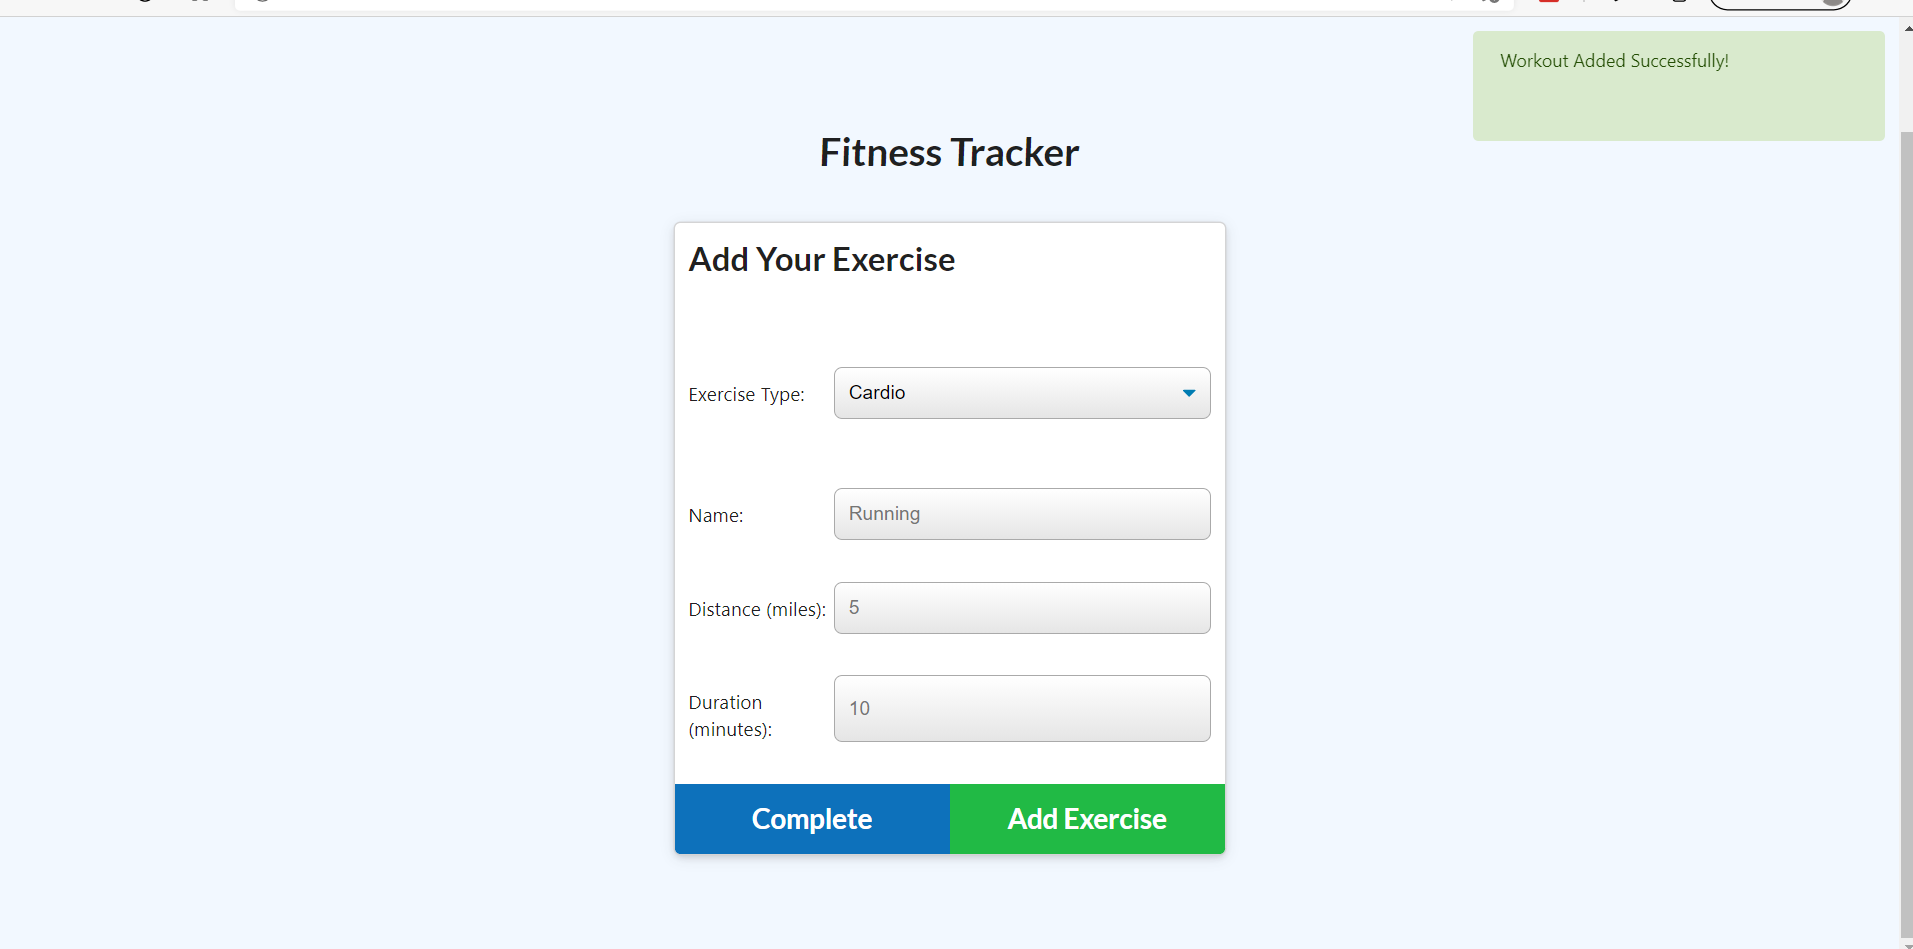 Workout Added Successfully!
Fitness Tracker
Add Your Exercise
Exercise Type:
Cardio
Name:
Running
Distance (miles):
5
Duration
(minutes):
10
Complete
Add Exercise